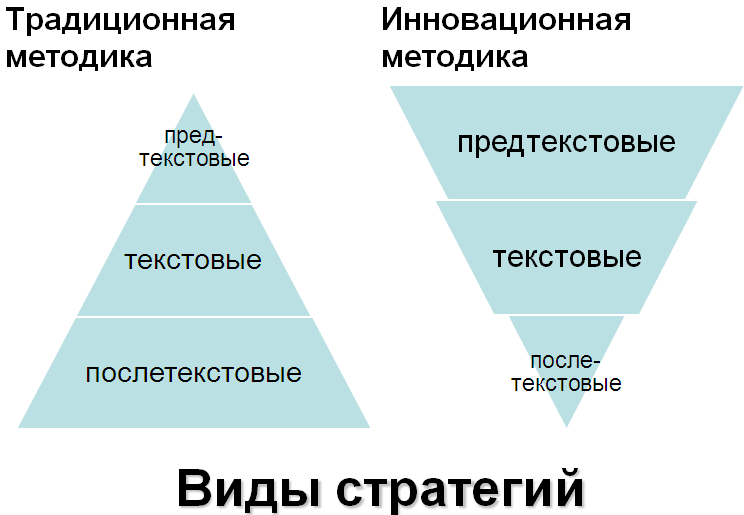 Традиционная
методика
пред-
текстовые
текстовые
послетекстовые
Инновационная
методика
предтекстовые
текстовые
после-
текстовые
Виды стратегий